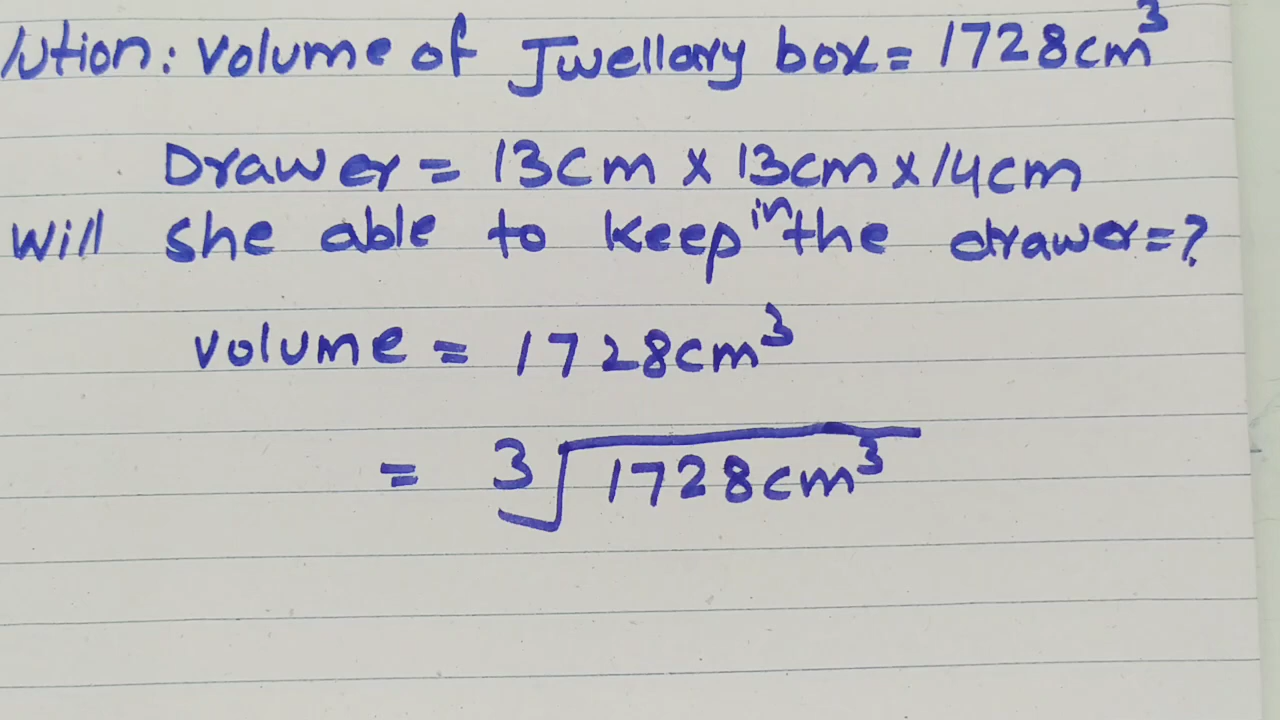 lution: Volume of Jwellary box = 1728cm³
Drawer = 13cm x 13cm x 14cm
Will she able to keep in the drawer=?
Volume = 1728cm³
= ³√1728cm³